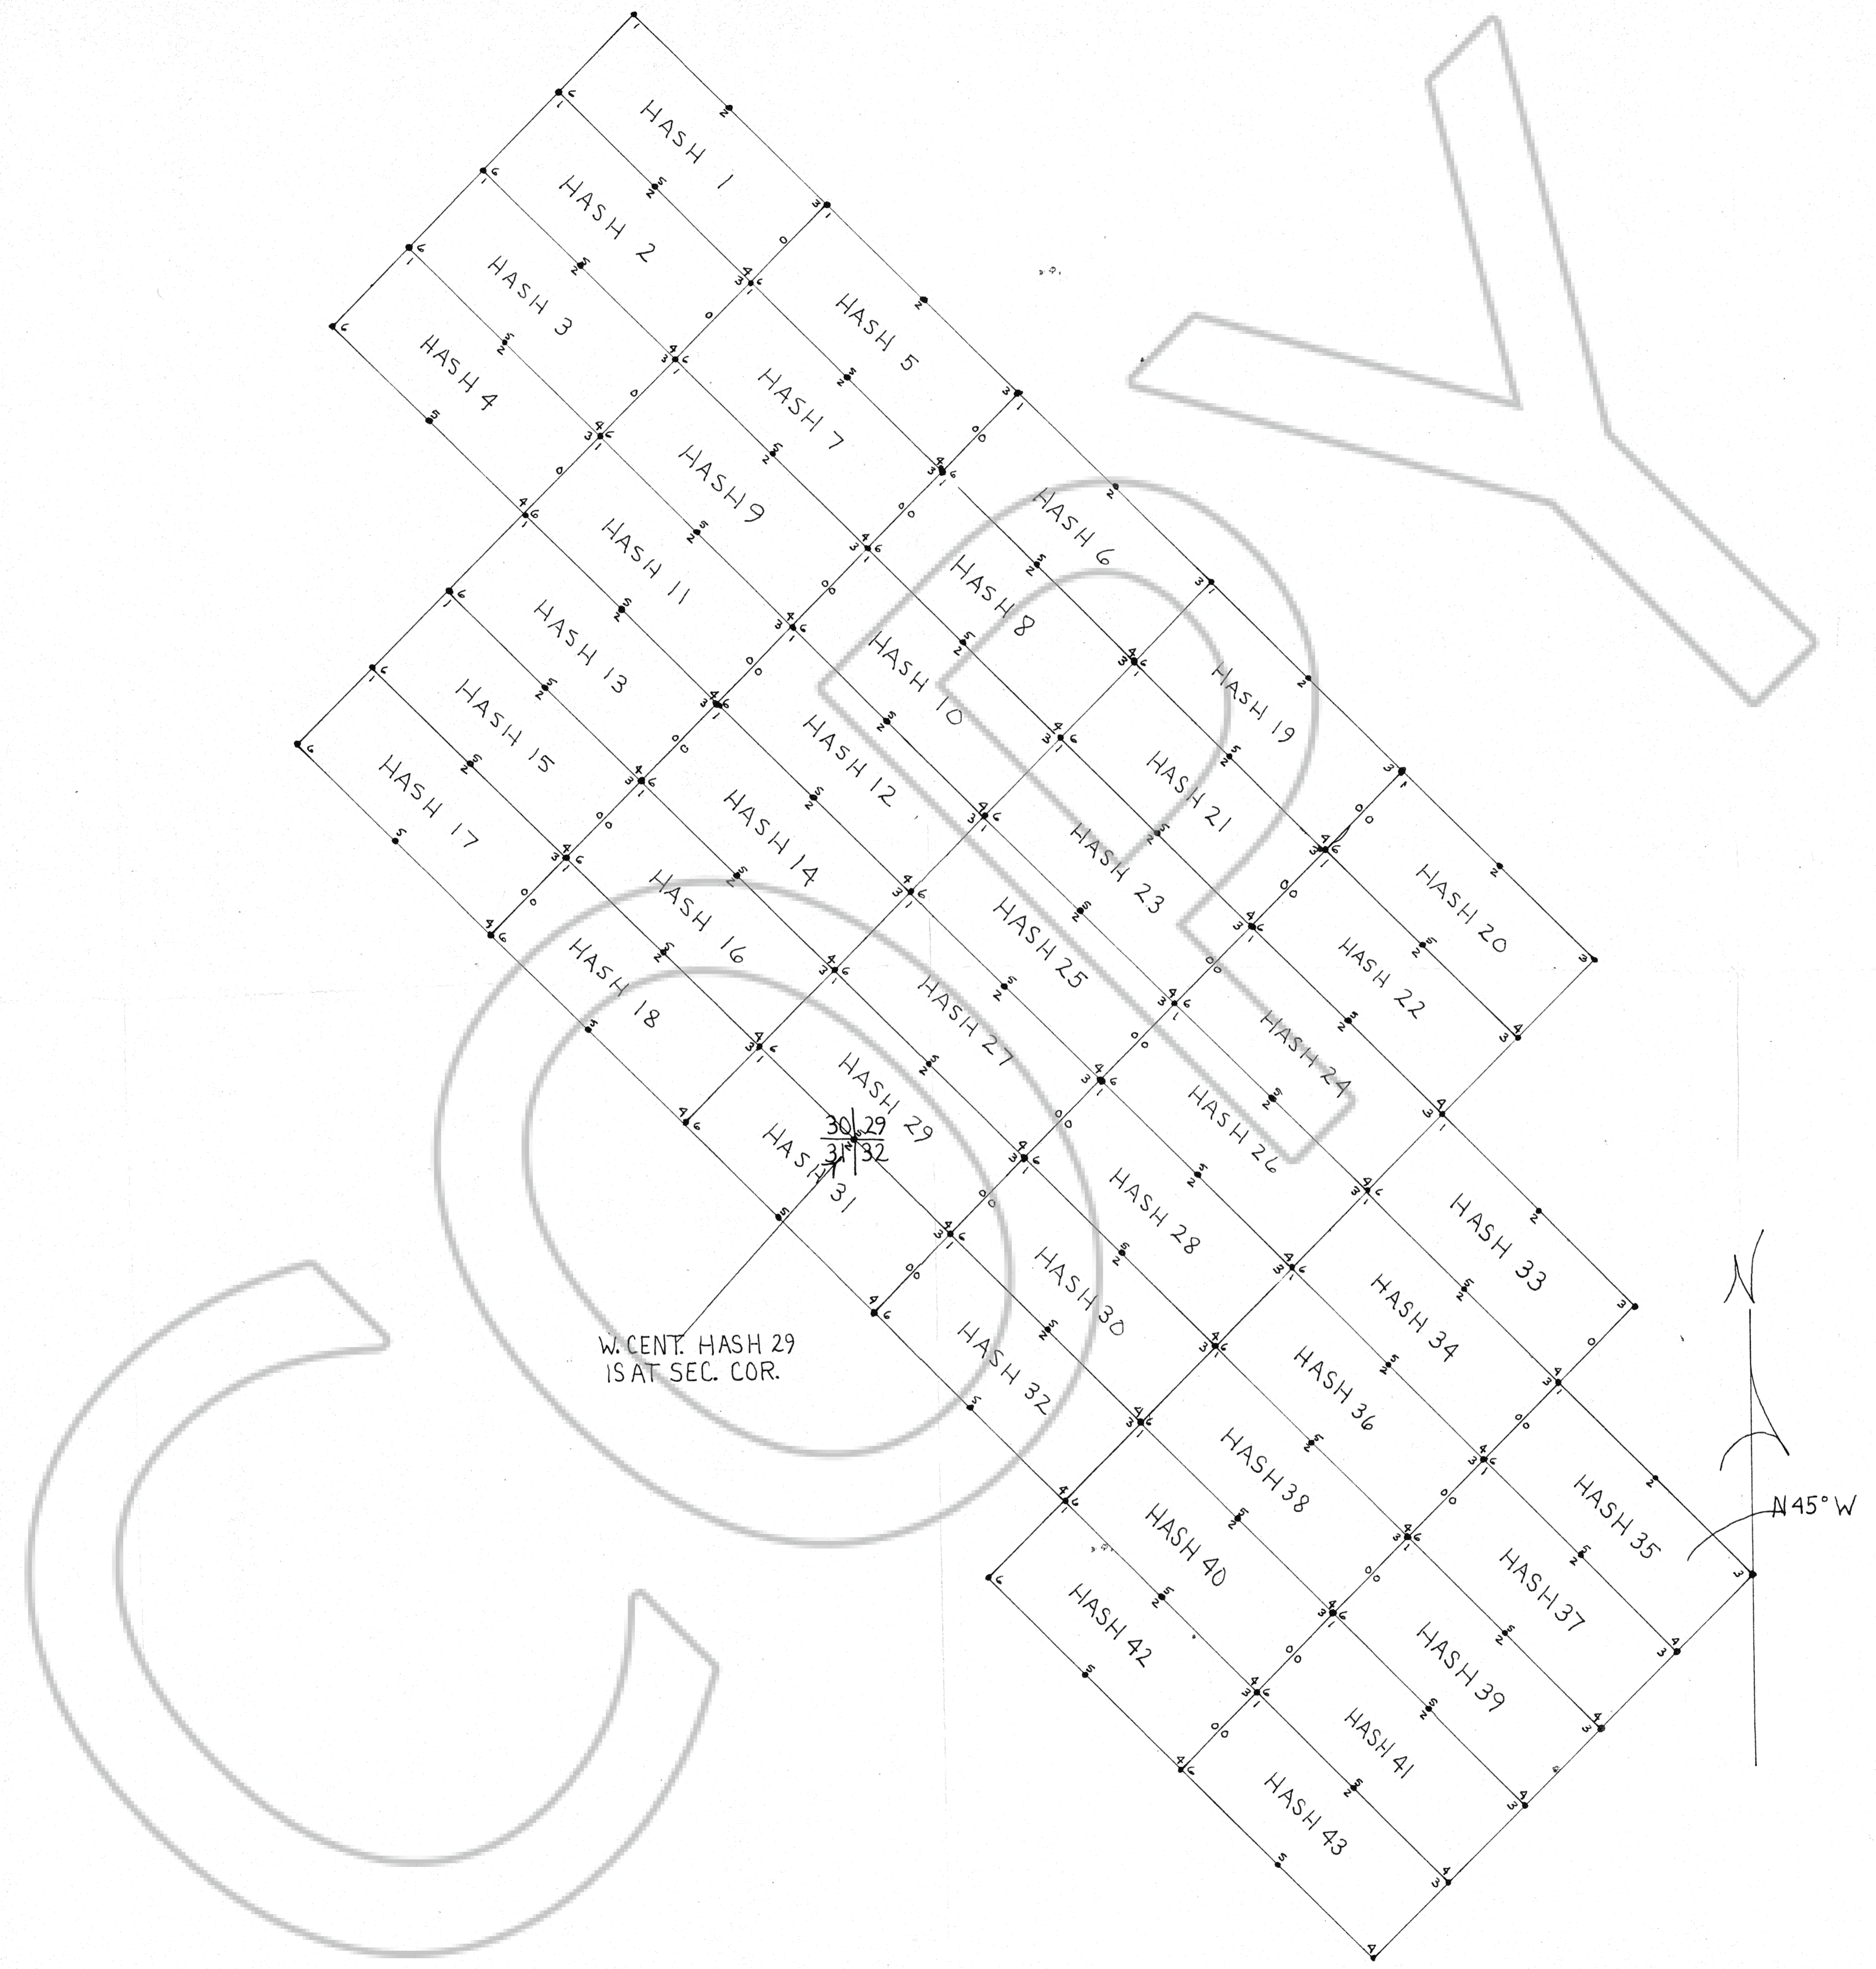 HASH 1
HASH 2
HASH 3
HASH 4
HASH 5
HASH 7
HASH 9
HASH 11
HASH 13
HASH 15
HASH 17
HASH 6
HASH 8
HASH 10
HASH 12
HASH 14
HASH 16
HASH 18
HASH 19
HASH 21
HASH 23
HASH 25
HASH 27
HASH 29
HASH 31
30 29
31 32
HASH 20
HASH 22
HASH 24
HASH 26
HASH 28
HASH 30
HASH 32
W. CENT. HASH 29
IS AT SEC. COR.
HASH 33
HASH 34
HASH 36
HASH 38
HASH 40
HASH 42
HASH 35
HASH 37
HASH 39
HASH 41
HASH 43
N
N45°W
COPY